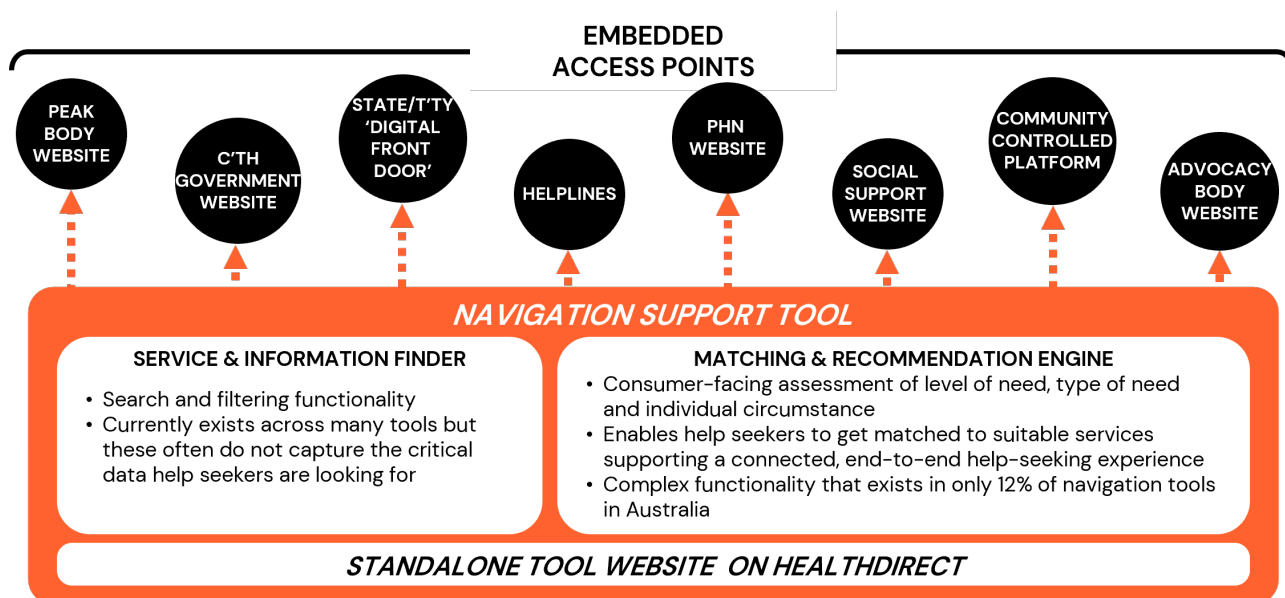 EMBEDDED
ACCESS POINTS
PEAK
BODY
WEBSITE
C'TH
GOVERNMENT
WEBSITE
STATE/T'TY
‘DIGITAL
FRONT
DOOR’
HELPLINES
PHN
WEBSITE
SOCIAL
SUPPORT
WEBSITE
COMMUNITY
CONTROLLED
PLATFORM
ADVOCACY
BODY
WEBSITE
NAVIGATION SUPPORT TOOL
SERVICE & INFORMATION FINDER
• Search and filtering functionality
• Currently exists across many tools but
these often do not capture the critical
data help seekers are looking for
MATCHING & RECOMMENDATION ENGINE
• Consumer-facing assessment of level of need, type of need
and individual circumstance
• Enables help seekers to get matched to suitable services
supporting a connected, end-to-end help-seeking experience
• Complex functionality that exists in only 12% of navigation tools
in Australia
STANDALONE TOOL WEBSITE ON HEALTHDIRECT